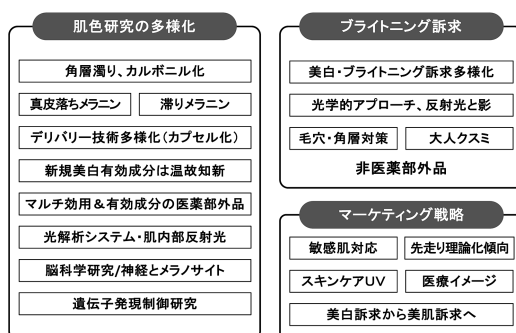 肌色研究の多様化
角層濁り、カルボニル化
真皮落ちメラニン
滞りメラニン
デリバリー技術多様化(カプセル化)
新規美白有効成分は温故知新
マルチ効用&有効成分の医薬部外品
光解析システム・肌内部反射光
脳科学研究/神経とメラノサイト
遺伝子発現制御研究
ブライトニング訴求
美白・ブライトニング訴求多様化
光学的アプローチ、反射光と影
毛穴・角層対策
大人クスミ
非医薬部外品
マーケティング戦略
敏感肌対応
先走り理論化傾向
スキンケアUV
医療イメージ
美白訴求から美肌訴求へ